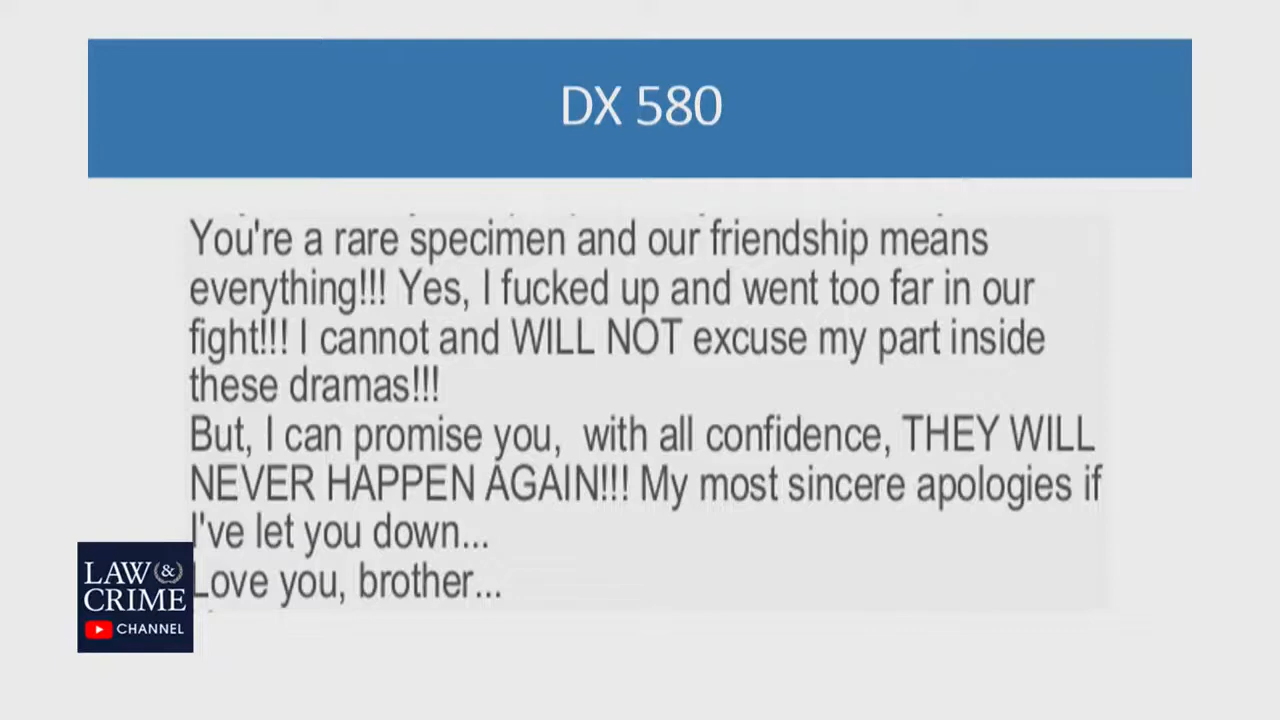 DX 580
You're a rare specimen and our friendship means
everything!!! Yes, I fucked up and went too far in our
fight!!! I cannot and WILL NOT excuse my part inside
these dramas!!!
But, I can promise you,  with all confidence, THEY WILL
NEVER HAPPEN AGAIN!!! My most sincere apologies if
I've let you down...
Love you, brother...
LAW &
CRIME
CHANNEL